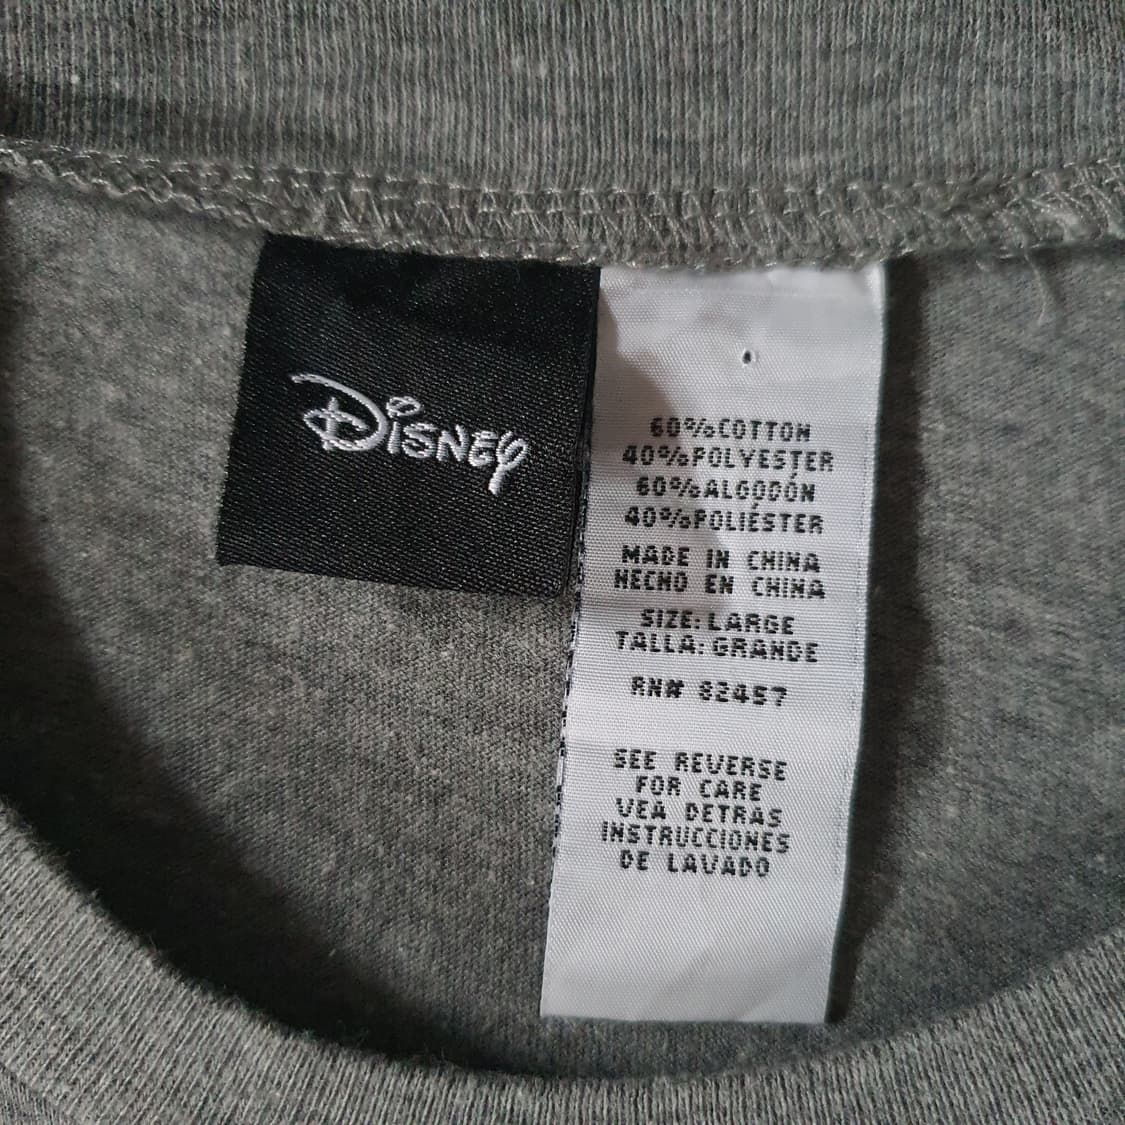 Disney
60%COTTON
40%POLYESTER
60%ALGODÓN
40%POLIÉSTER
MADE IN CHINA
HECHO EN CHINA
SIZE: LARGE
TALLA: GRANDE
RN# 82457
SEE REVERSE
FOR CARE
VEA DETRAS
INSTRUCCIONES
DE LAVADO